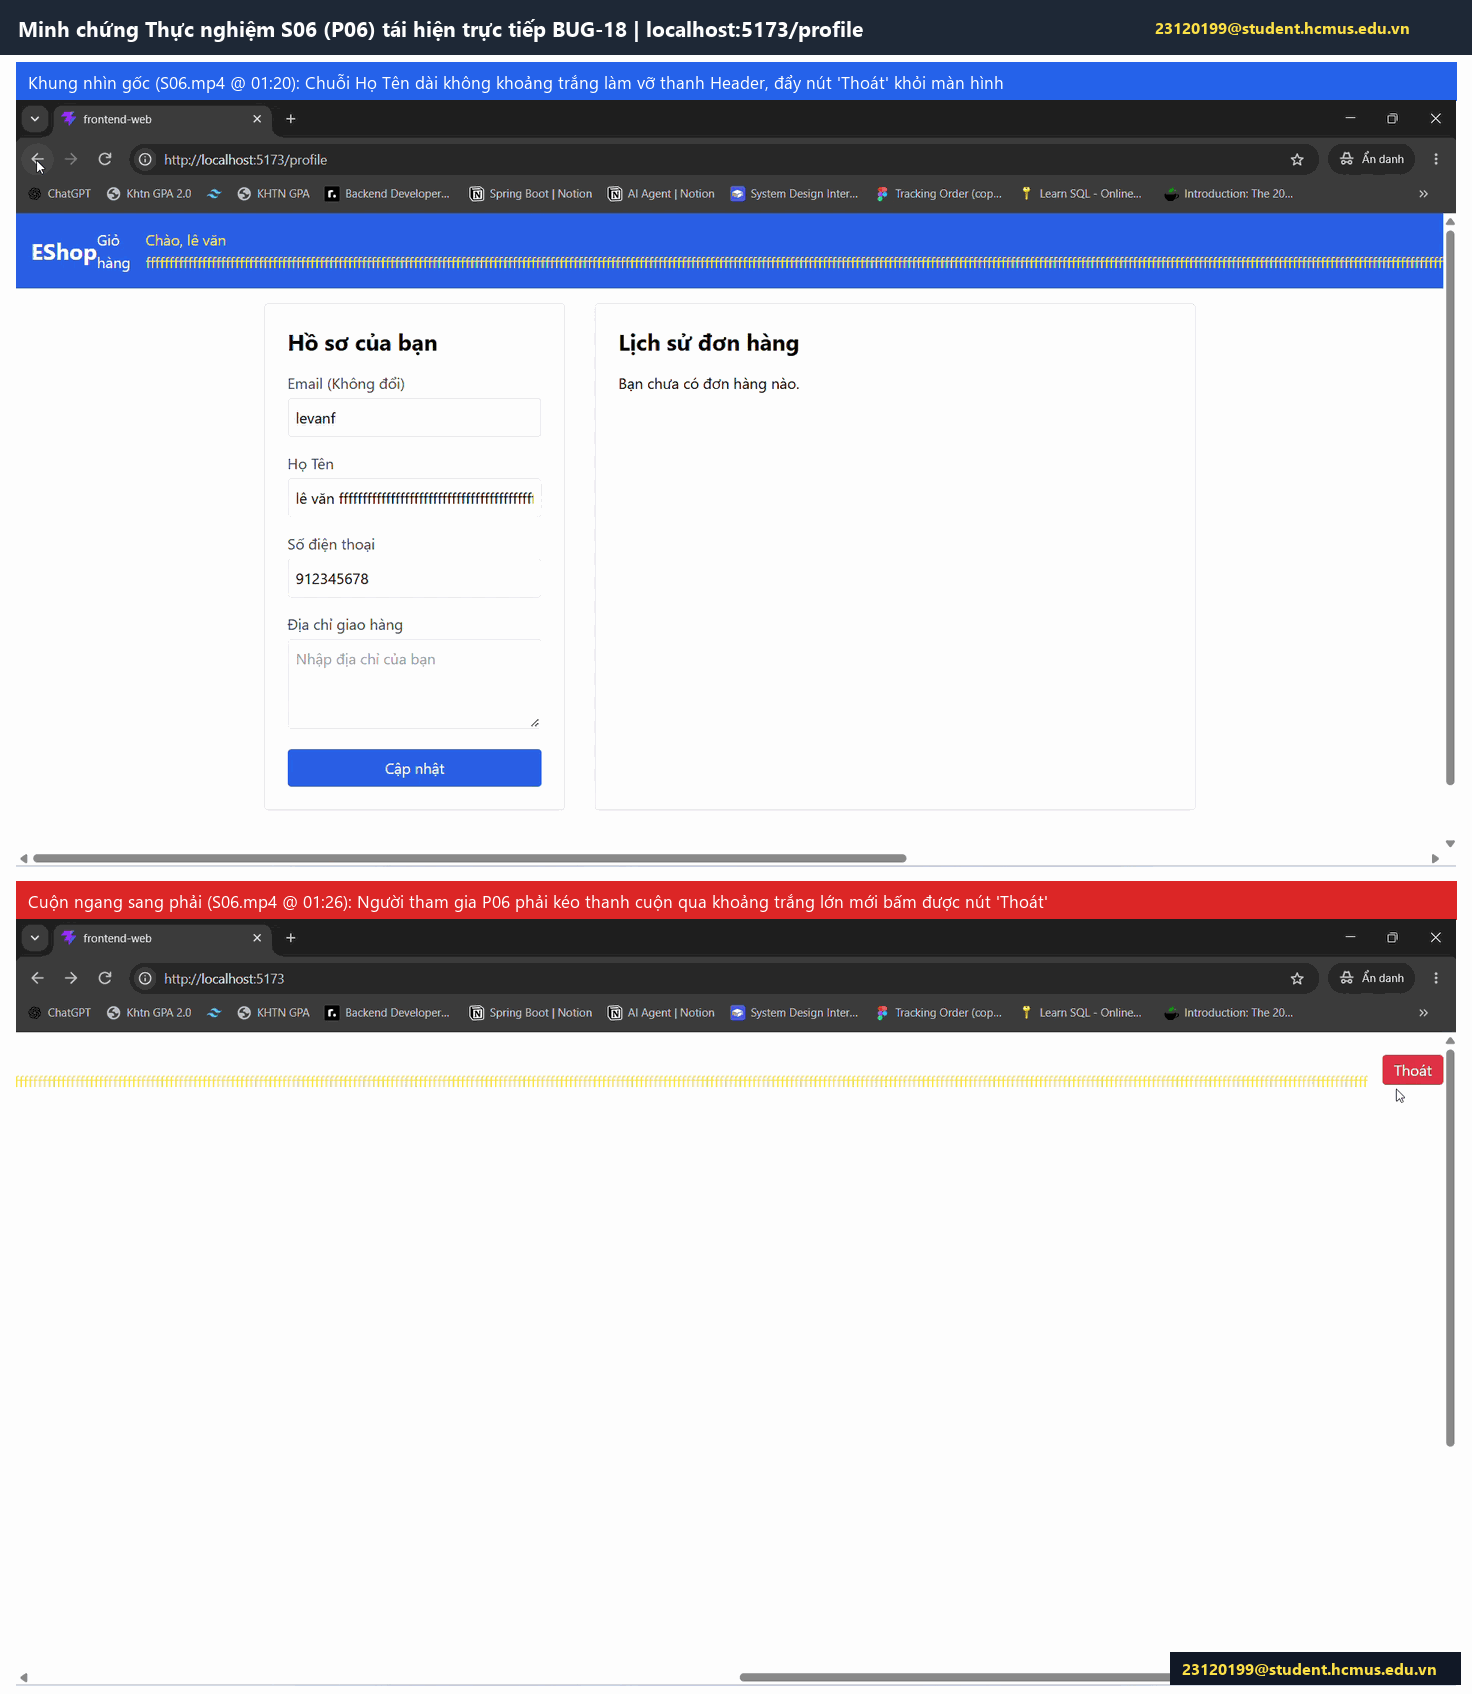 Minh chứng Thực nghiệm S06 (P06) tái hiện trực tiếp BUG-18 | localhost:5173/profile
23120199@student.hcmus.edu.vn
Khung nhìn gốc (S06.mp4 @ 01:20): Chuỗi Họ Tên dài không khoảng trắng làm vỡ thanh Header, đẩy nút 'Thoát' khỏi màn hình
frontend-web
http://localhost:5173/profile
Ẩn danh
ChatGPT Khtn GPA 2.0 KHTN GPA Backend Developer... Spring Boot | Notion AI Agent | Notion System Design Inter... Tracking Order (cop... Learn SQL - Online... Introduction: The 20...
EShop
Giỏ hàng
Chào, lê văn
Hồ sơ của bạn
Email (Không đổi)
levanf
Họ Tên
lê văn
Số điện thoại
912345678
Địa chỉ giao hàng
Nhập địa chỉ của bạn
Cập nhật
Lịch sử đơn hàng
Bạn chưa có đơn hàng nào.
Cuộn ngang sang phải (S06.mp4 @ 01:26): Người tham gia P06 phải kéo thanh cuộn qua khoảng trắng lớn mới bấm được nút 'Thoát'
frontend-web
http://localhost:5173
Ẩn danh
ChatGPT Khtn GPA 2.0 KHTN GPA Backend Developer... Spring Boot | Notion AI Agent | Notion System Design Inter... Tracking Order (cop... Learn SQL - Online... Introduction: The 20...
Thoát
23120199@student.hcmus.edu.vn